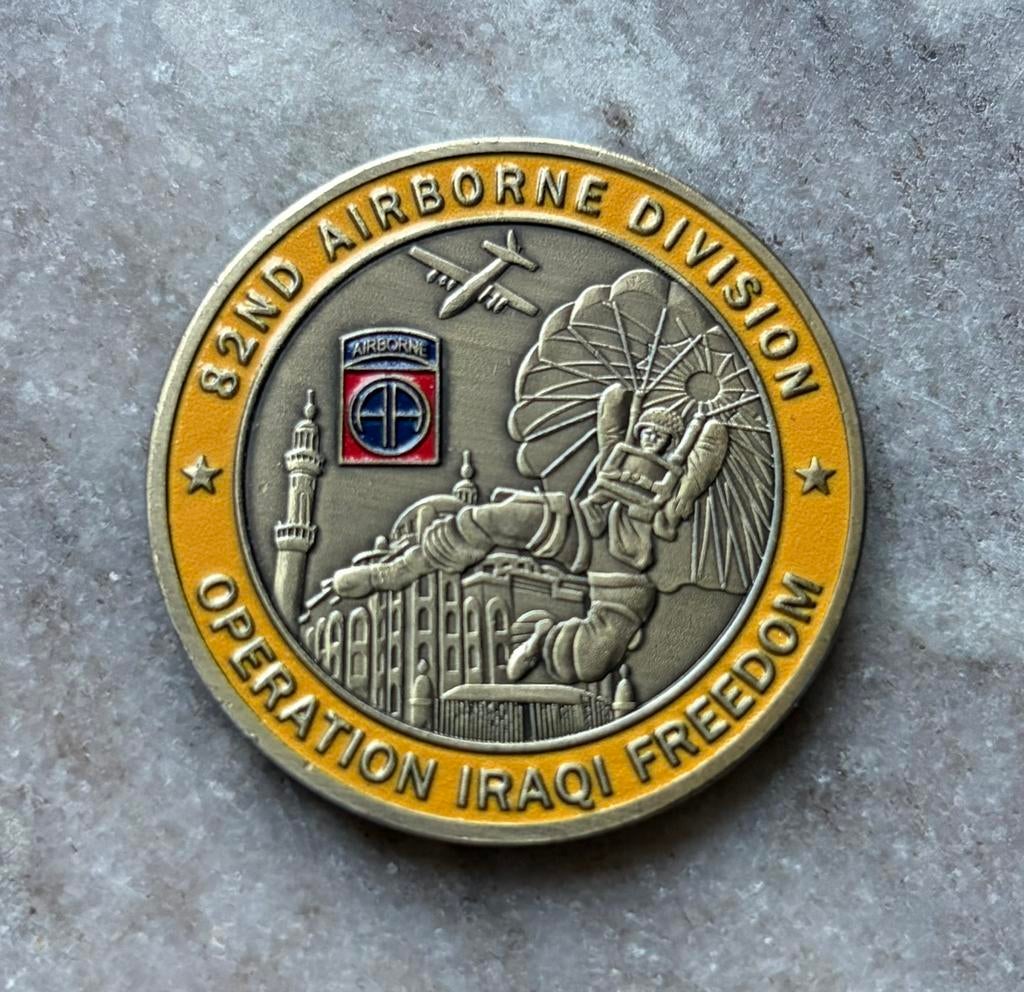 82ND AIRBORNE DIVISION
AIRBORNE
AA
OPERATION IRAQI FREEDOM